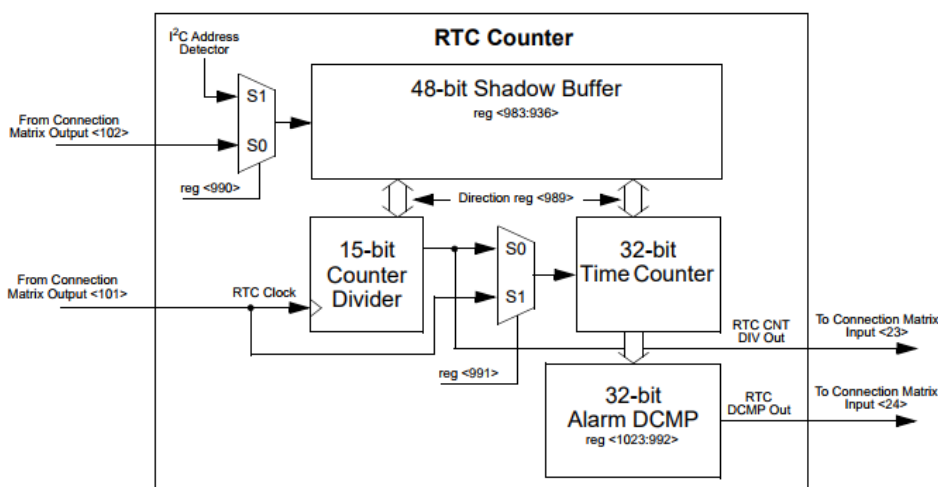 RTC Counter
I²C Address
Detector
S1
S0
From Connection
Matrix Output <102>
reg <990>
48-bit Shadow Buffer
reg <983:936>
Direction reg <989>
15-bit
Counter
Divider
S0
S1
32-bit
Time Counter
From Connection
Matrix Output <101>
RTC Clock
reg <991>
RTC CNT
DIV Out
To Connection Matrix
Input <23>
32-bit
Alarm DCMP
reg <1023:992>
RTC
DCMP Out
To Connection Matrix
Input <24>